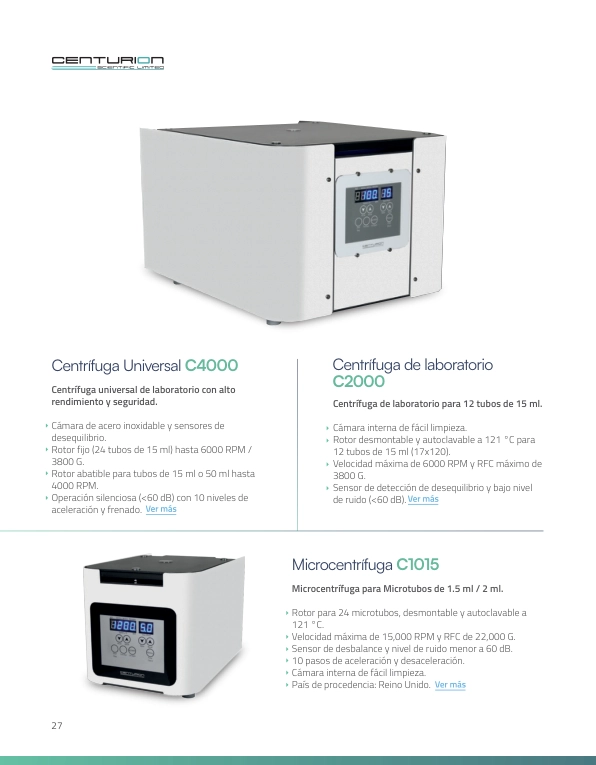 CENTURION
SCIENTIFIC LIMITED
Centrífuga Universal C4000
Centrífuga universal de laboratorio con alto
rendimiento y seguridad.
Cámara de acero inoxidable y sensores de
desequilibrio.
Rotor fijo (24 tubos de 15 ml) hasta 6000 RPM /
3800 G.
Rotor abatible para tubos de 15 ml o 50 ml hasta
4000 RPM.
Operación silenciosa (<60 dB) con 10 niveles de
aceleración y frenado. Ver más
Centrífuga de laboratorio
C2000
Centrífuga de laboratorio para 12 tubos de 15 ml.
Cámara interna de fácil limpieza.
Rotor desmontable y autoclavable a 121 °C para
12 tubos de 15 ml (17x120).
Velocidad máxima de 6000 RPM y RFC máximo de
3800 G.
Sensor de detección de desequilibrio y bajo nivel
de ruido (<60 dB). Ver más
Microcentrífuga C1015
Microcentrífuga para Microtubos de 1.5 ml / 2 ml.
Rotor para 24 microtubos, desmontable y autoclavable a
121 °C.
Velocidad máxima de 15,000 RPM y RFC de 22,000 G.
Sensor de desbalance y nivel de ruido menor a 60 dB.
10 pasos de aceleración y desaceleración.
Cámara interna de fácil limpieza.
País de procedencia: Reino Unido. Ver más
27